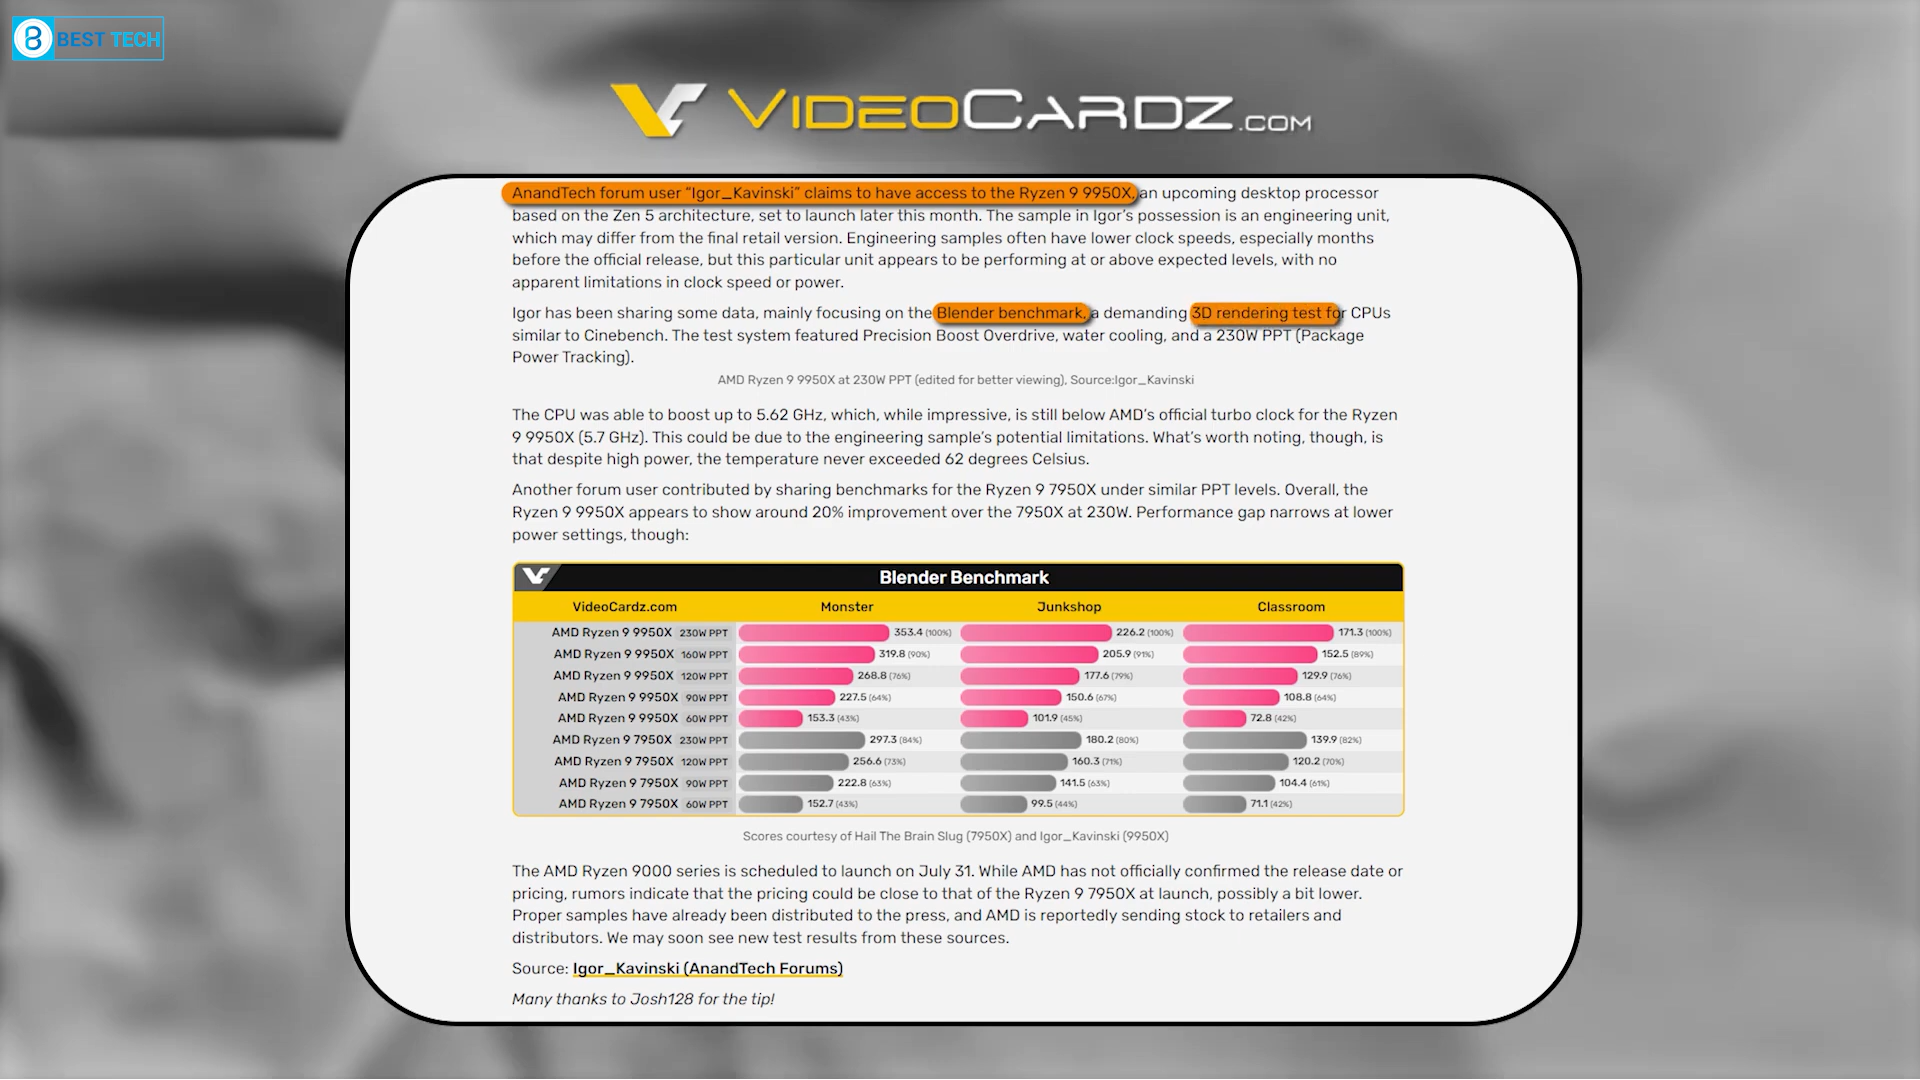 BEST TECH
VIDEOCARDZ.COM
AnandTech forum user “Igor_Kavinski” claims to have access to the Ryzen 9 9950X, an upcoming desktop processor
based on the Zen 5 architecture, set to launch later this month. The sample in Igor’s possession is an engineering unit,
which may differ from the final retail version. Engineering samples often have lower clock speeds, especially months
before the official release, but this particular unit appears to be performing at or above expected levels, with no
apparent limitations in clock speed or power.
Igor has been sharing some data, mainly focusing on the Blender benchmark, a demanding 3D rendering test for CPUs
similar to Cinebench. The test system featured Precision Boost Overdrive, water cooling, and a 230W PPT (Package
Power Tracking).
AMD Ryzen 9 9950X at 230W PPT (edited for better viewing), Source:Igor_Kavinski
The CPU was able to boost up to 5.62 GHz, which, while impressive, is still below AMD’s official turbo clock for the Ryzen
9 9950X (5.7 GHz). This could be due to the engineering sample’s potential limitations. What’s worth noting, though, is
that despite high power, the temperature never exceeded 62 degrees Celsius.
Another forum user contributed by sharing benchmarks for the Ryzen 9 7950X under similar PPT levels. Overall, the
Ryzen 9 9950X appears to show around 20% improvement over the 7950X at 230W. Performance gap narrows at lower
power settings, though:
Blender Benchmark
VideoCardz.com Monster Junkshop Classroom
AMD Ryzen 9 9950X 230W PPT 353.4 (100%) 226.2 (100%) 171.3 (100%)
AMD Ryzen 9 9950X 160W PPT 319.8 (90%) 205.9 (91%) 152.5 (89%)
AMD Ryzen 9 9950X 120W PPT 268.8 (76%) 177.6 (79%) 129.9 (76%)
AMD Ryzen 9 9950X 90W PPT 227.5 (64%) 150.6 (67%) 108.8 (64%)
AMD Ryzen 9 9950X 60W PPT 153.3 (43%) 101.9 (45%) 72.8 (42%)
AMD Ryzen 9 7950X 230W PPT 297.3 (84%) 180.2 (80%) 139.9 (82%)
AMD Ryzen 9 7950X 120W PPT 256.6 (73%) 160.3 (71%) 120.2 (70%)
AMD Ryzen 9 7950X 90W PPT 222.8 (63%) 141.5 (63%) 104.4 (61%)
AMD Ryzen 9 7950X 60W PPT 152.7 (43%) 99.5 (44%) 71.1 (42%)
Scores courtesy of Hail The Brain Slug (7950X) and Igor_Kavinski (9950X)
The AMD Ryzen 9000 series is scheduled to launch on July 31. While AMD has not officially confirmed the release date or
pricing, rumors indicate that the pricing could be close to that of the Ryzen 9 7950X at launch, possibly a bit lower.
Proper samples have already been distributed to the press, and AMD is reportedly sending stock to retailers and
distributors. We may soon see new test results from these sources.
Source: Igor_Kavinski (AnandTech Forums)
Many thanks to Josh128 for the tip!